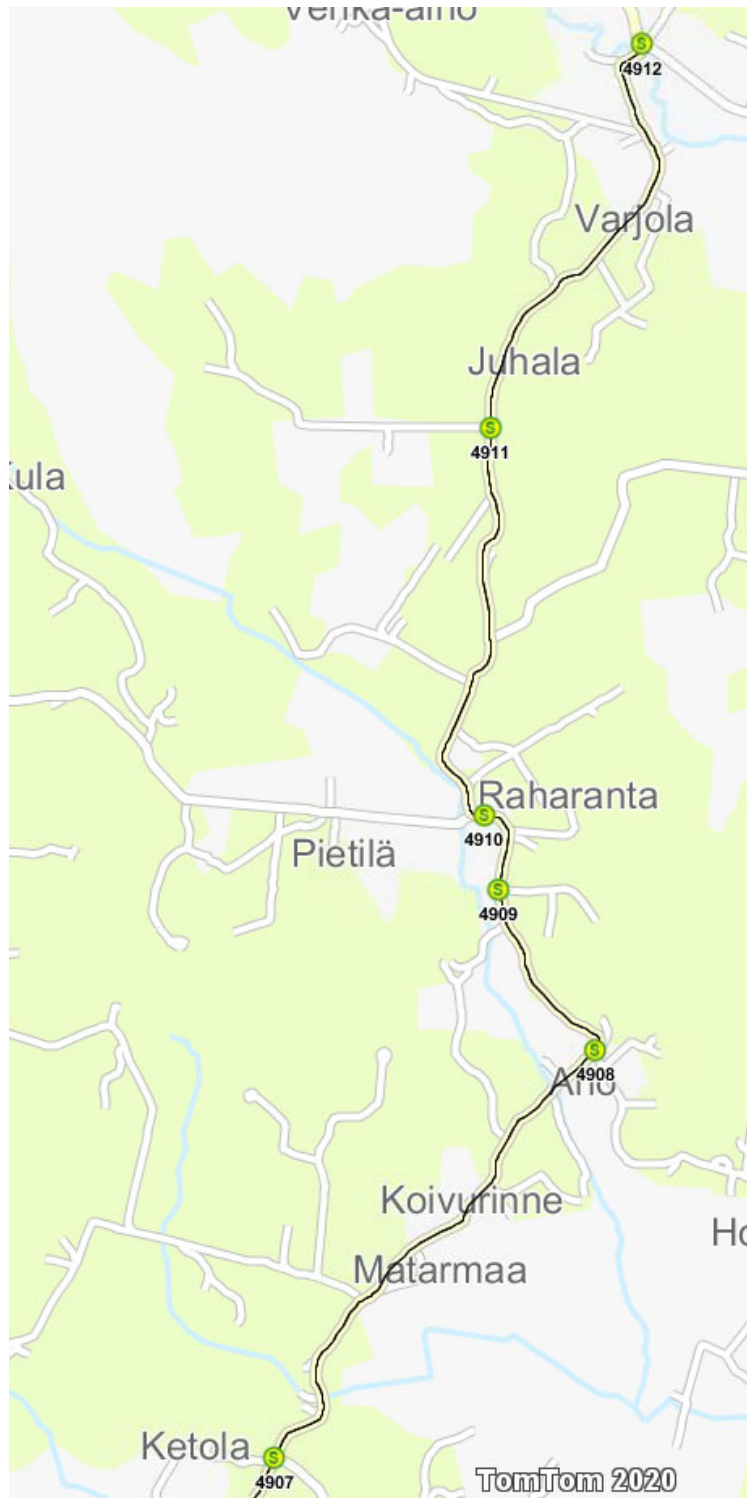 S
4912
Varjola
Juhala
S
4911
S
Raharanta
4910
Pietilä
S
4909
S
4908
Koivurinne
Matarmaa
Ketola
S
4907
TomTom 2020